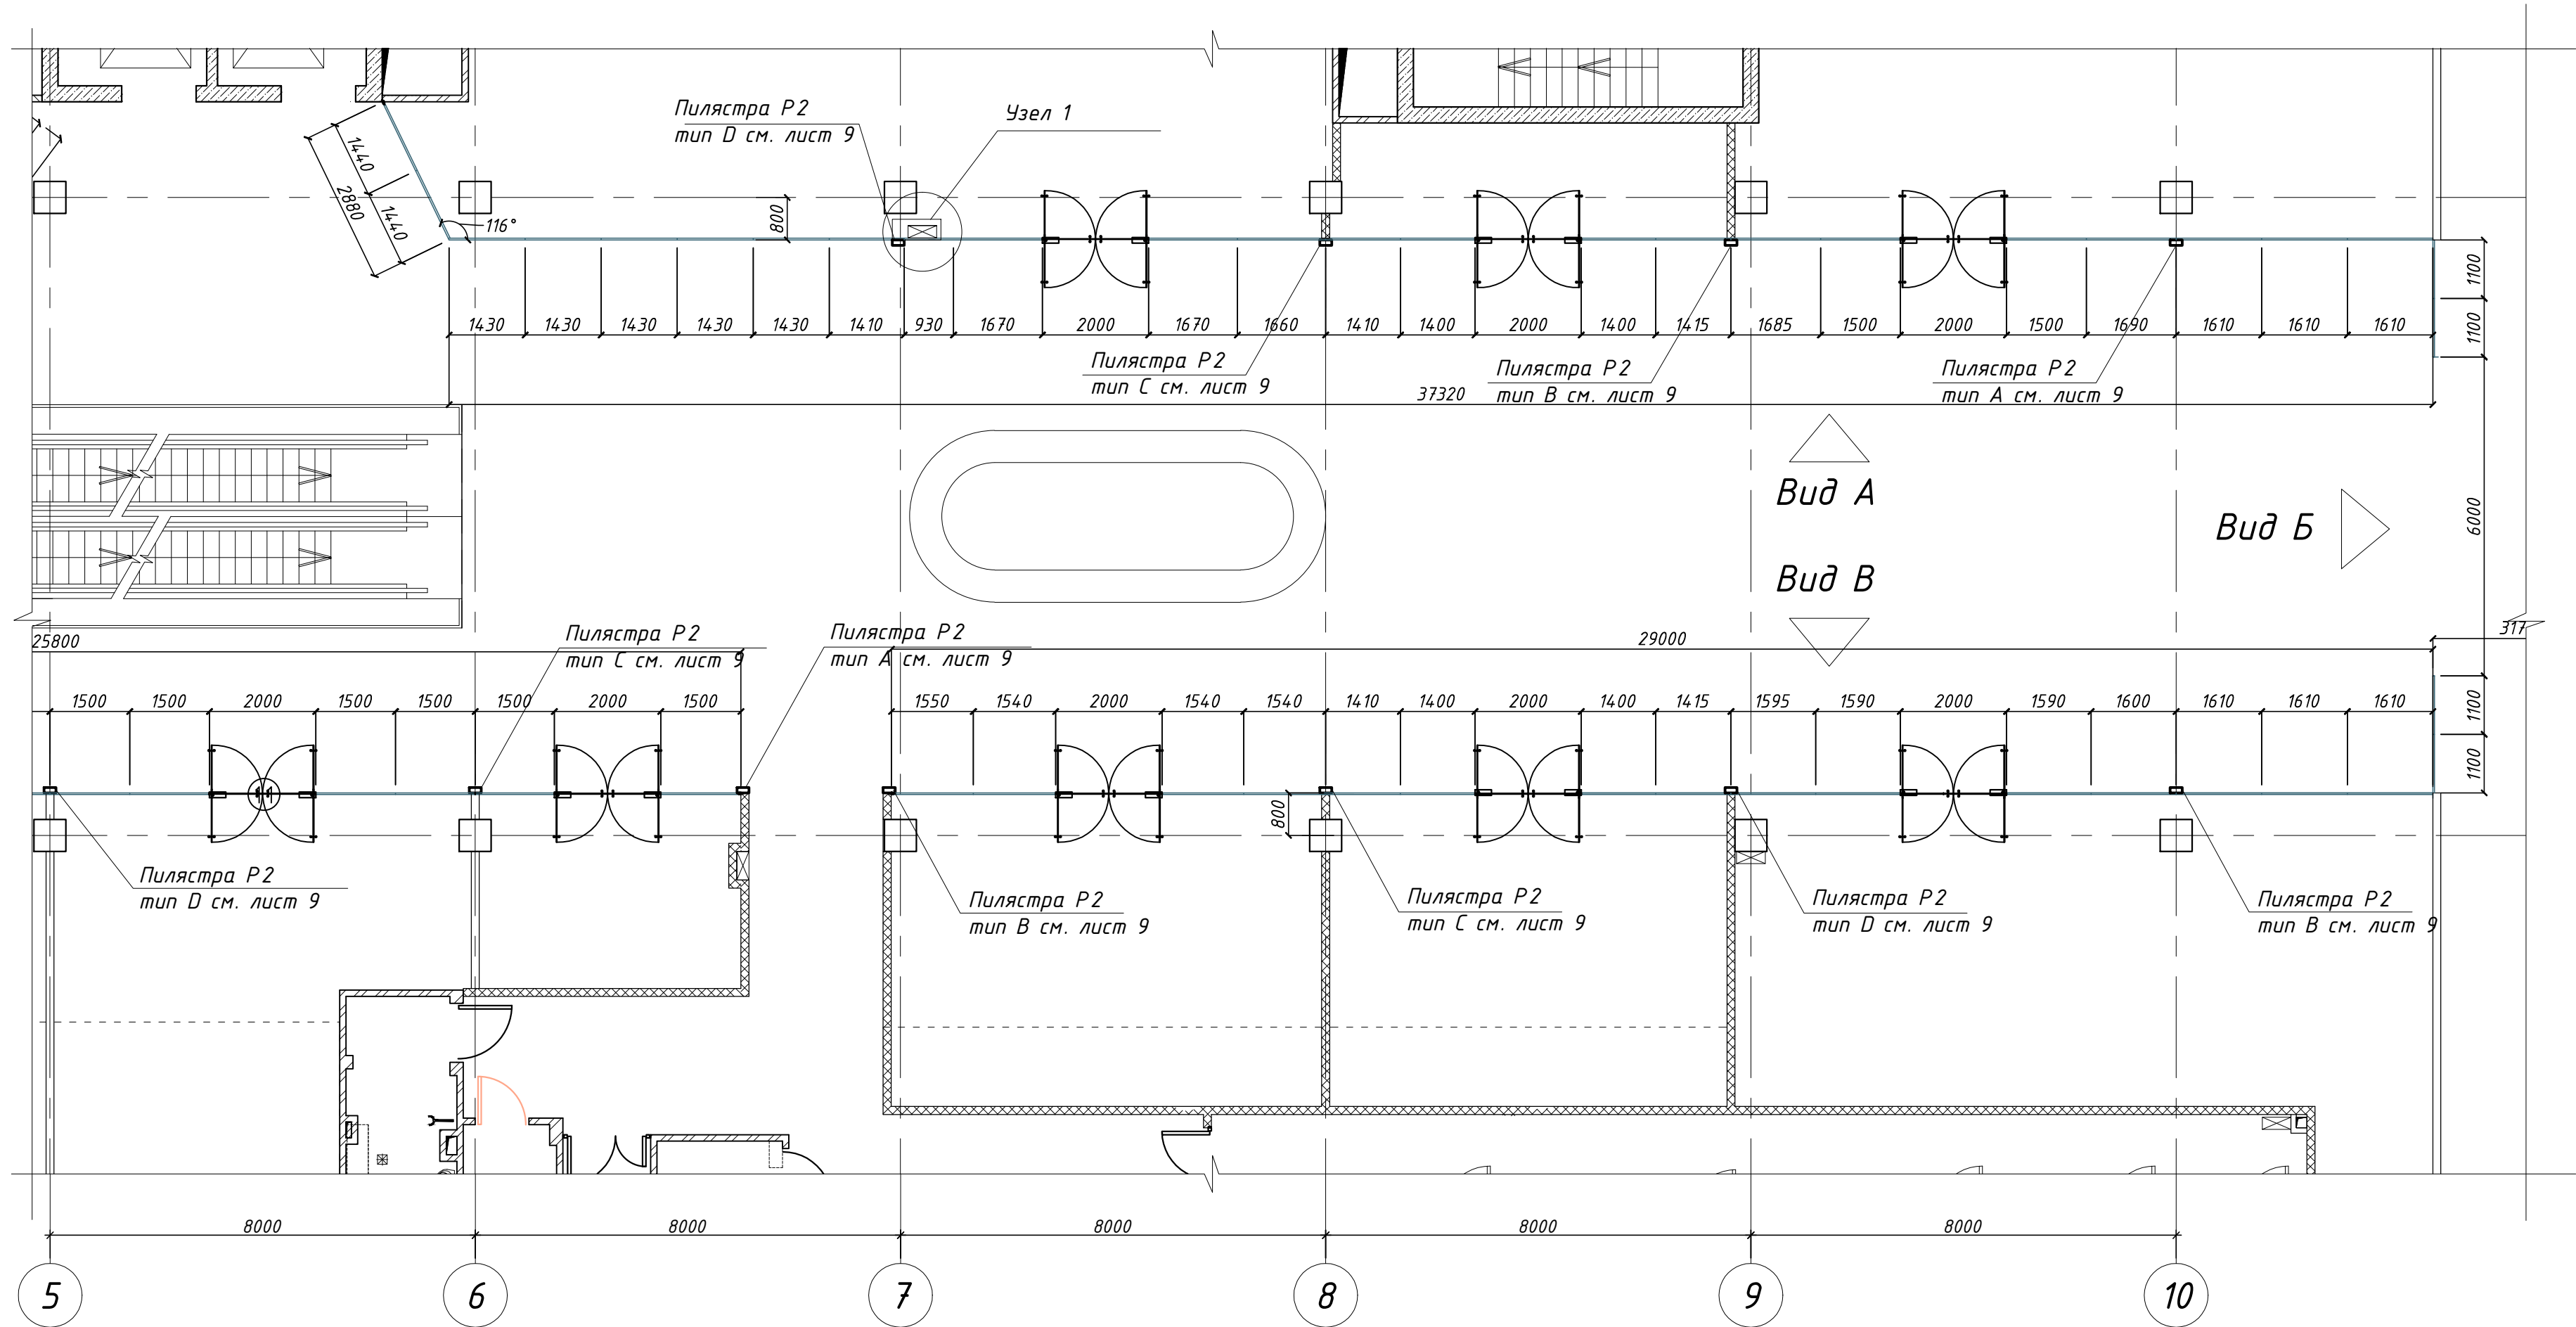 Пилястра Р2
тип D см. лист 9
Узел 1
1440
2880
1440
116°
800
1430 1430 1430 1430 1430 1410 930 1670 2000 1670 1660 1410 1400 2000 1400 1415 1685 1500 2000 1500 1690 1610 1610 1610
1100
1100
Пилястра Р2
тип С см. лист 9
Пилястра Р2
тип В см. лист 9
Пилястра Р2
тип А см. лист 9
37320
Вид А
Вид Б
6000
Вид В
25800
Пилястра Р2
тип С см. лист 9
Пилястра Р2
тип А см. лист 9
29000
317
1500 1500 2000 1500 1500 1500 2000 1500
1550 1540 2000 1540 1540 1410 1400 2000 1400 1415 1595 1590 2000 1590 1600 1610 1610 1610
1100
1100
800
Пилястра Р2
тип D см. лист 9
Пилястра Р2
тип В см. лист 9
Пилястра Р2
тип С см. лист 9
Пилястра Р2
тип D см. лист 9
Пилястра Р2
тип В см. лист 9
8000 8000 8000 8000 8000
5 6 7 8 9 10